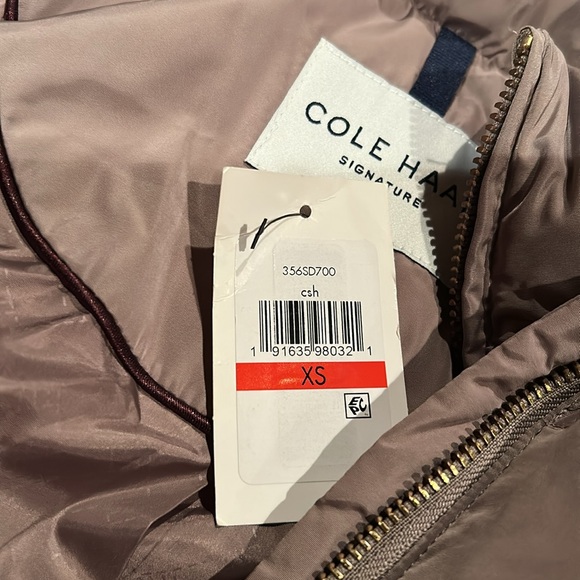 COLE HAA
SIGNATURE
356SD700
csh
1 91635 98032 1
XS